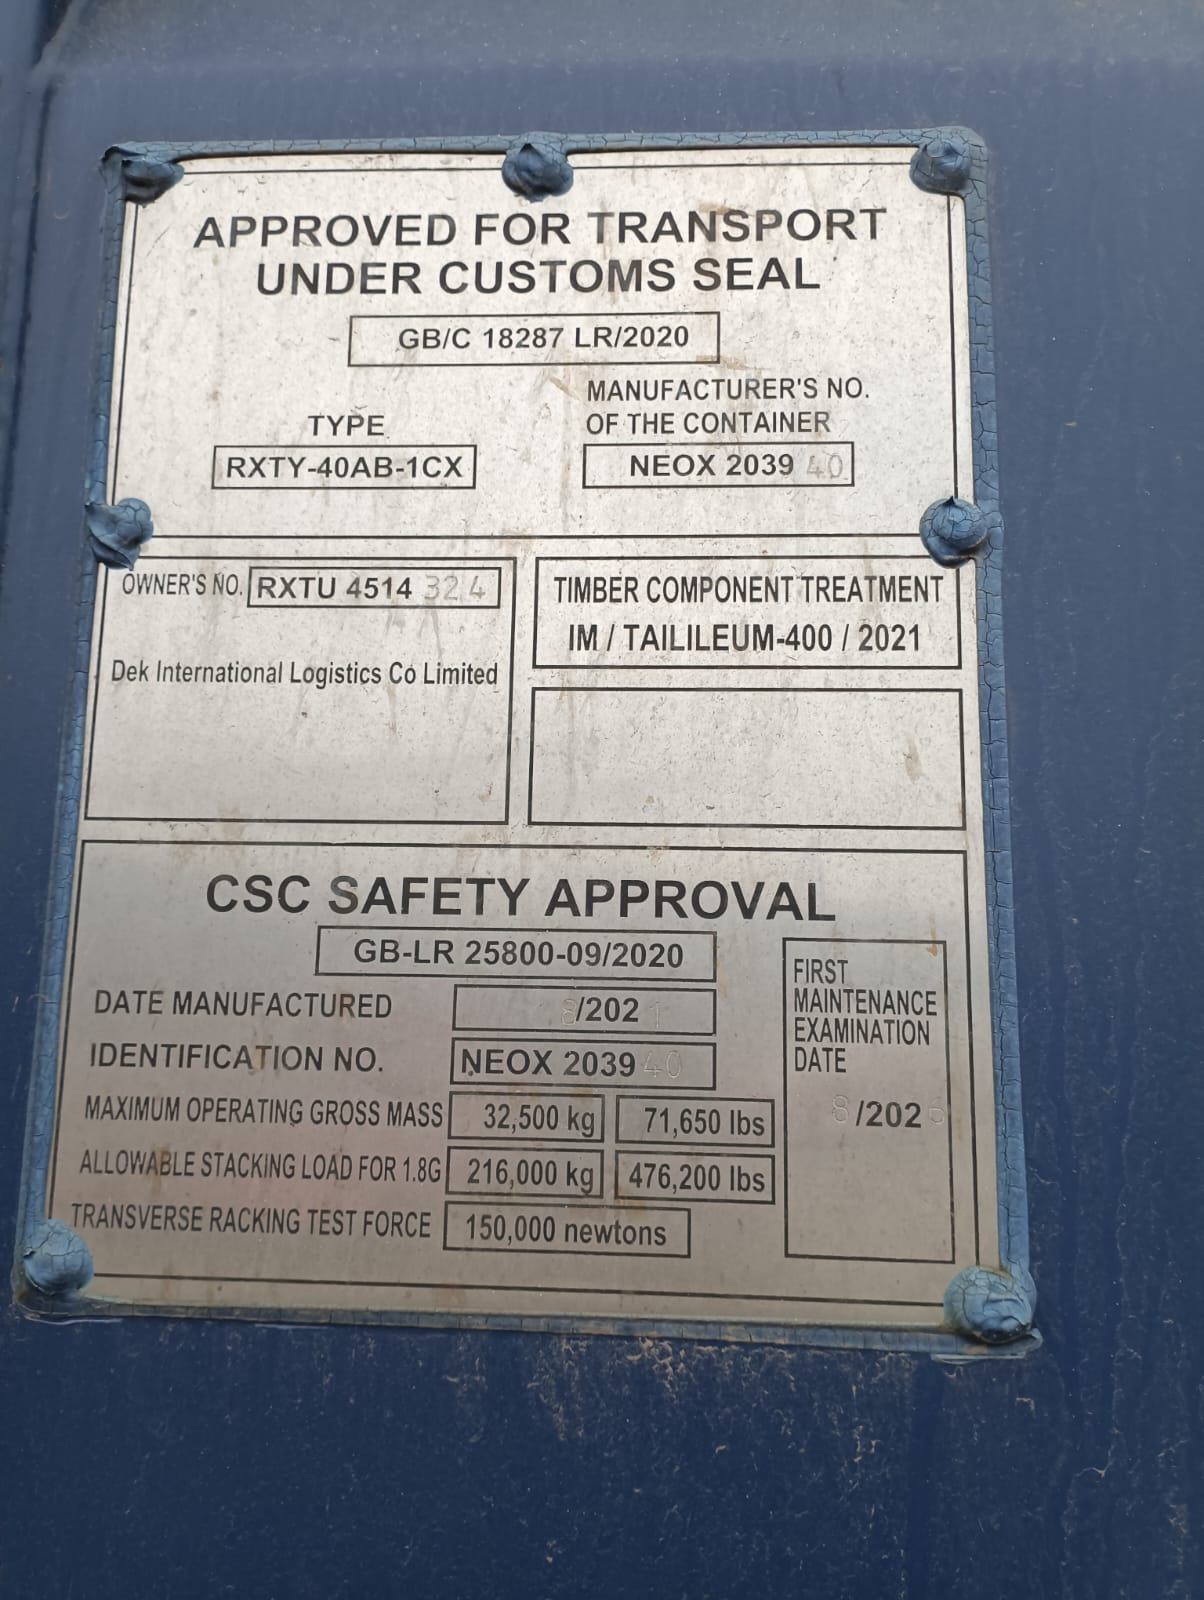 APPROVED FOR TRANSPORT
UNDER CUSTOMS SEAL
GB/C 18287 LR/2020
TYPE
RXTY-40AB-1CX
MANUFACTURER'S NO.
OF THE CONTAINER
NEOX 2039 40
OWNER'S NO. RXTU 4514 324
Dek International Logistics Co Limited
TIMBER COMPONENT TREATMENT
IM / TAILILEUM-400 / 2021
CSC SAFETY APPROVAL
GB-LR 25800-09/2020
DATE MANUFACTURED 8/2021
IDENTIFICATION NO. NEOX 2039 40
MAXIMUM OPERATING GROSS MASS 32,500 kg 71,650 lbs
ALLOWABLE STACKING LOAD FOR 1.8G 216,000 kg 476,200 lbs
TRANSVERSE RACKING TEST FORCE 150,000 newtons
FIRST
MAINTENANCE
EXAMINATION
DATE
8/2026